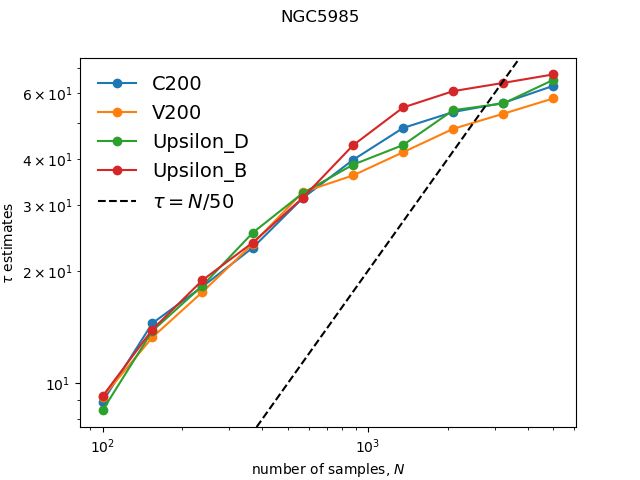 NGC5985
C200
V200
Upsilon_D
Upsilon_B
τ = N/50
6 × 10¹
4 × 10¹
3 × 10¹
2 × 10¹
10¹
τ estimates
10² 10³
number of samples, N